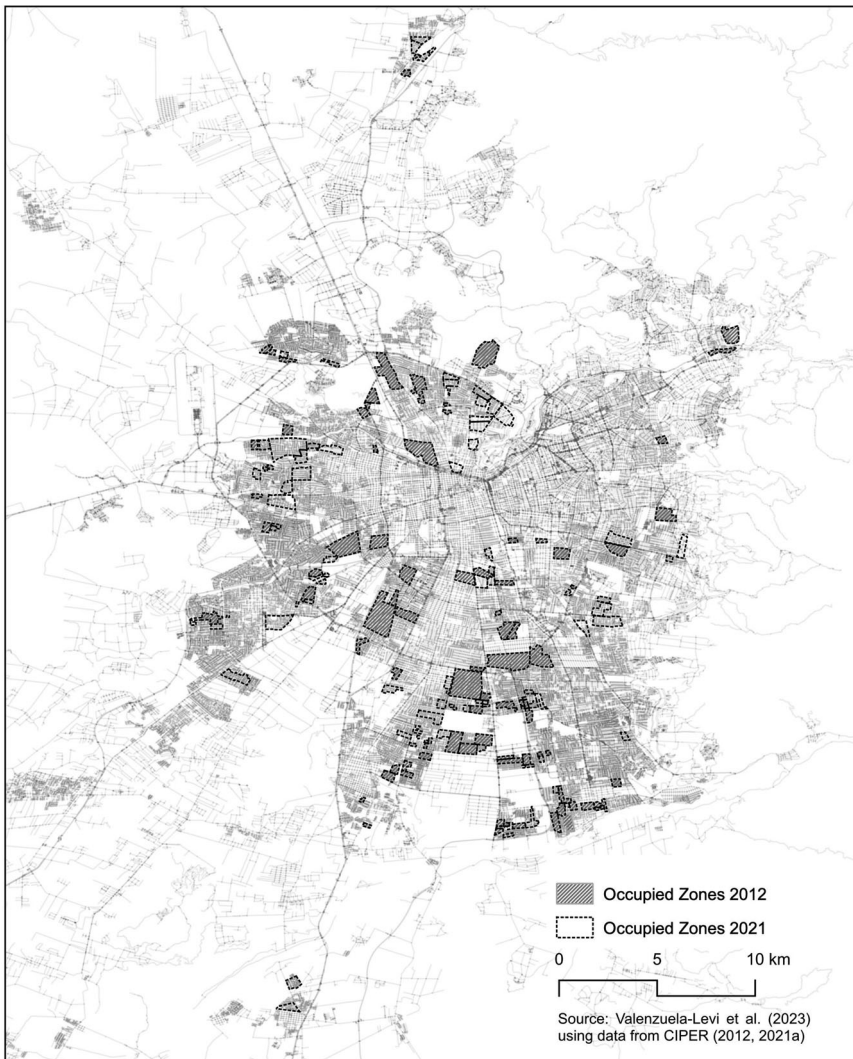 Occupied Zones 2012
Occupied Zones 2021
0 5 10 km
Source: Valenzuela-Levi et al. (2023)
using data from CIPER (2012, 2021a)